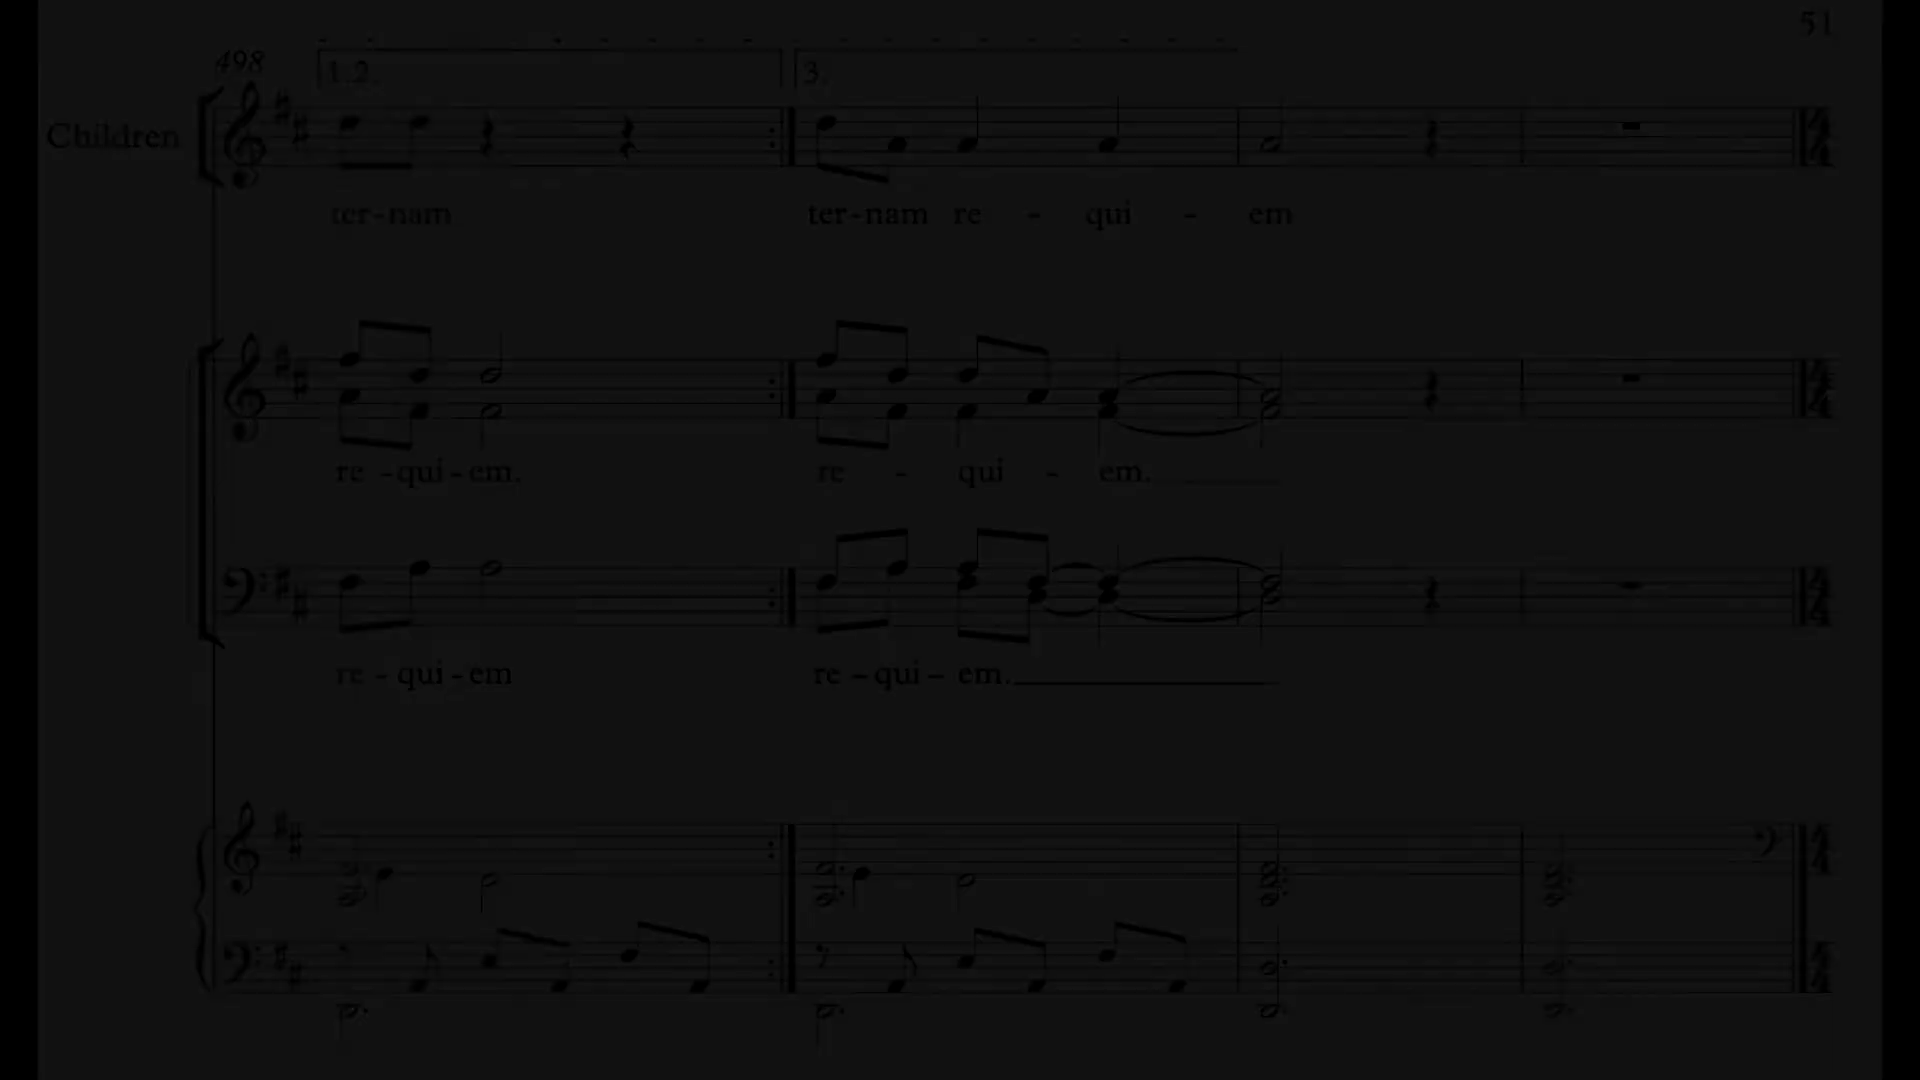 51
498
1.2.
3.
Children
ter-nam ter-nam re - qui - em
re - qui - em. re - qui - em.
re - qui - em re - qui - em.